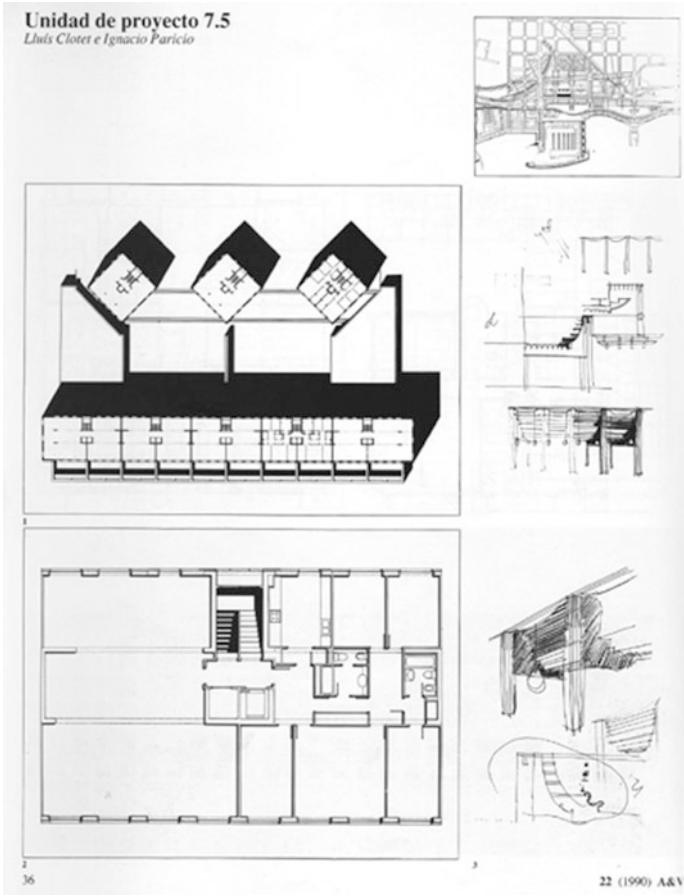 Unidad de proyecto 7.5
Lluís Clotet e Ignacio Paricio
1
2
3
36
22 (1990) A&V